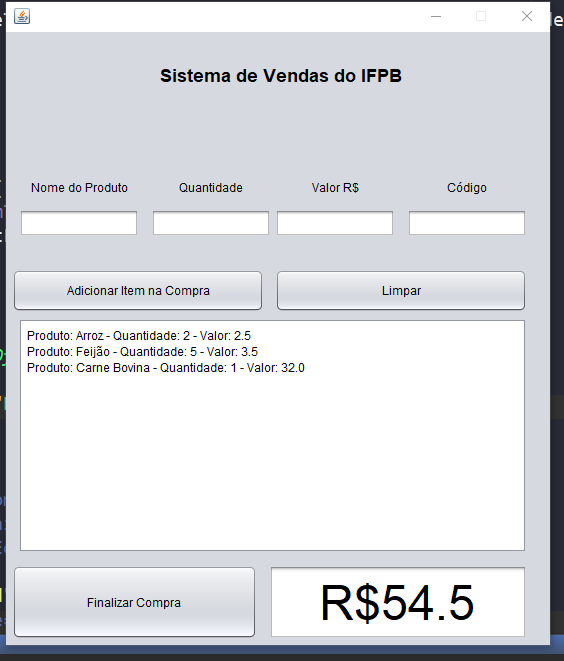 Sistema de Vendas do IFPB
Nome do Produto Quantidade Valor R$ Código
Adicionar Item na Compra Limpar
Produto: Arroz - Quantidade: 2 - Valor: 2.5
Produto: Feijão - Quantidade: 5 - Valor: 3.5
Produto: Carne Bovina - Quantidade: 1 - Valor: 32.0
Finalizar Compra R$54.5